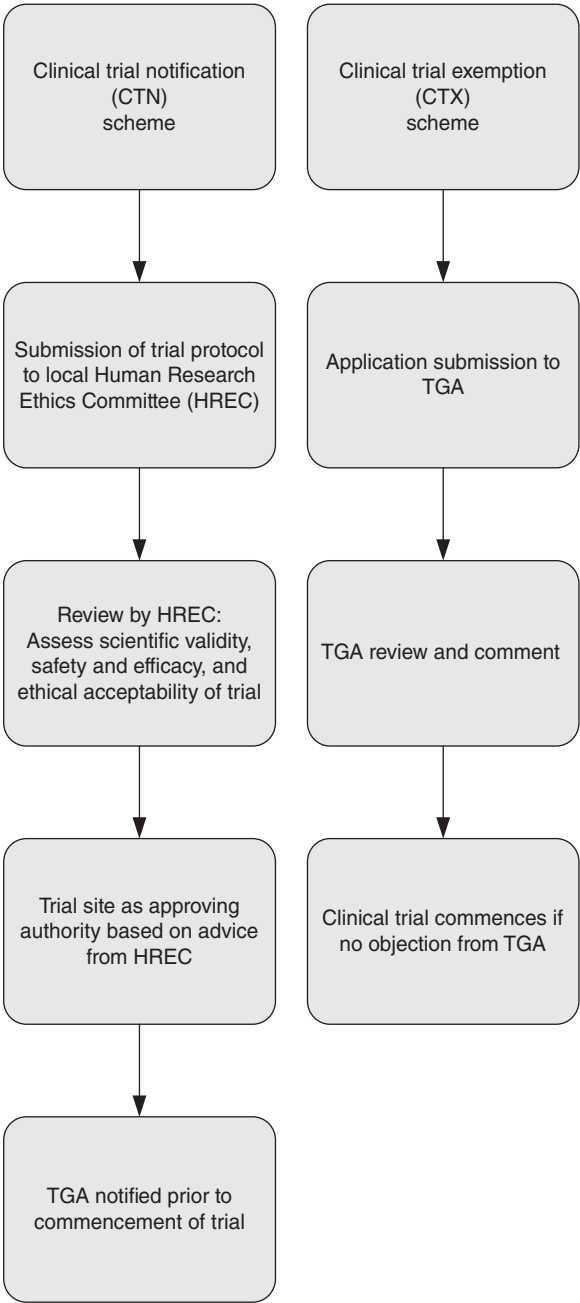 Clinical trial notification
(CTN)
scheme
Submission of trial protocol
to local Human Research
Ethics Committee (HREC)
Review by HREC:
Assess scientific validity,
safety and efficacy, and
ethical acceptability of trial
Trial site as approving
authority based on advice
from HREC
TGA notified prior to
commencement of trial
Clinical trial exemption
(CTX)
scheme
Application submission to
TGA
TGA review and comment
Clinical trial commences if
no objection from TGA